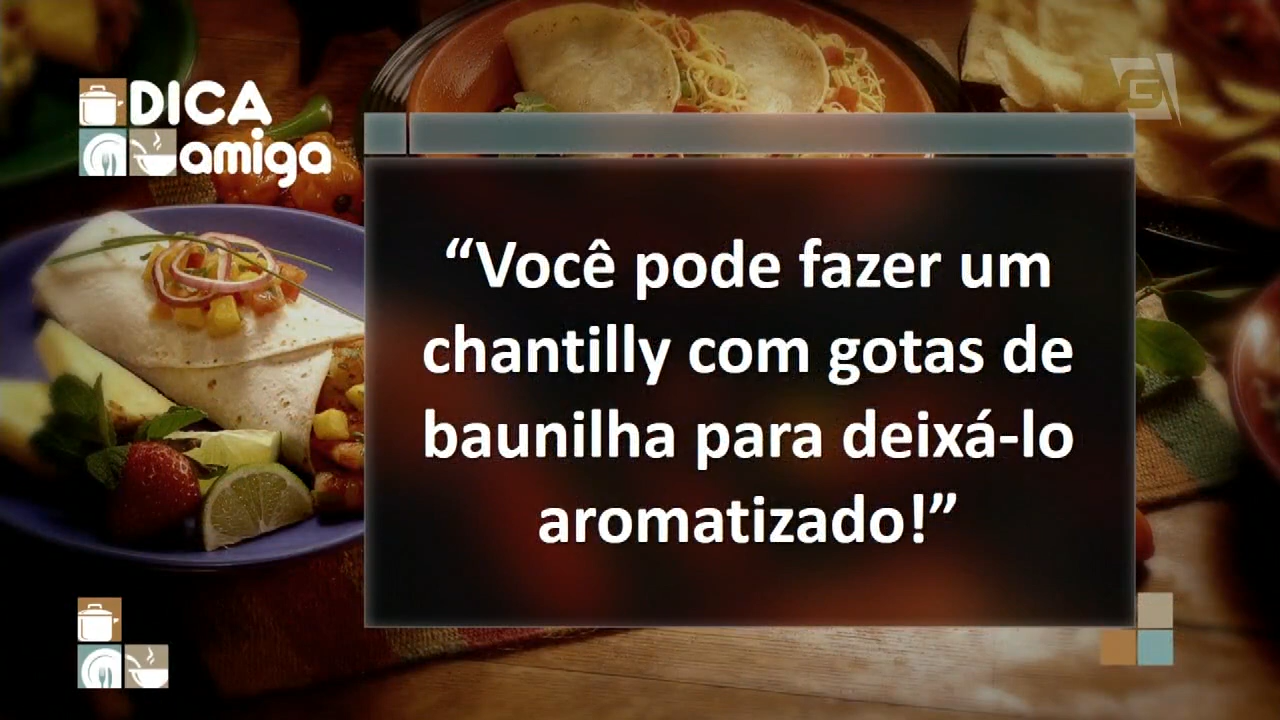 DICA
amiga
G
“Você pode fazer um
chantilly com gotas de
baunilha para deixá-lo
aromatizado!”